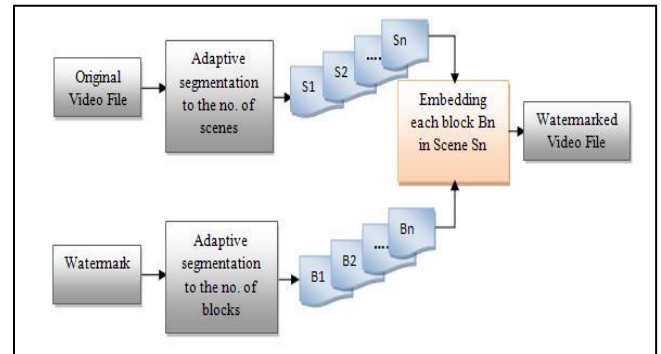 Original
Video File
Adaptive
segmentation
to the no. of
scenes
S1
S2
....
Sn
Embedding
each block Bn
in Scene Sn
Watermarked
Video File
Watermark
Adaptive
segmentation
to the no. of
blocks
B1
B2
....
Bn